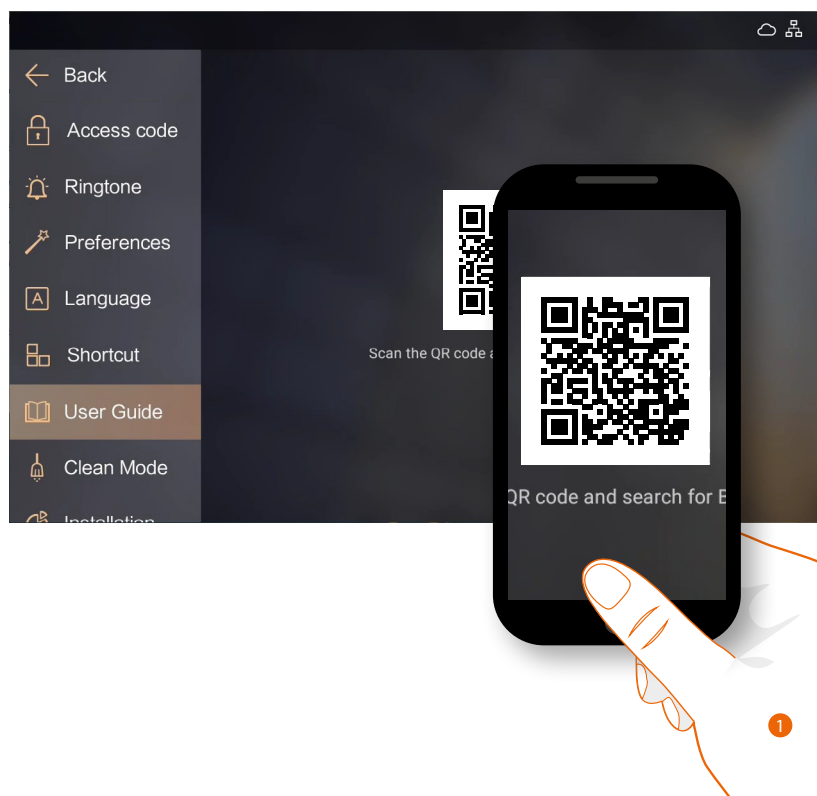 Back
Access code
Ringtone
Preferences
A Language
Shortcut
User Guide
Clean Mode
Installation
Scan the QR code
QR code and search for
1